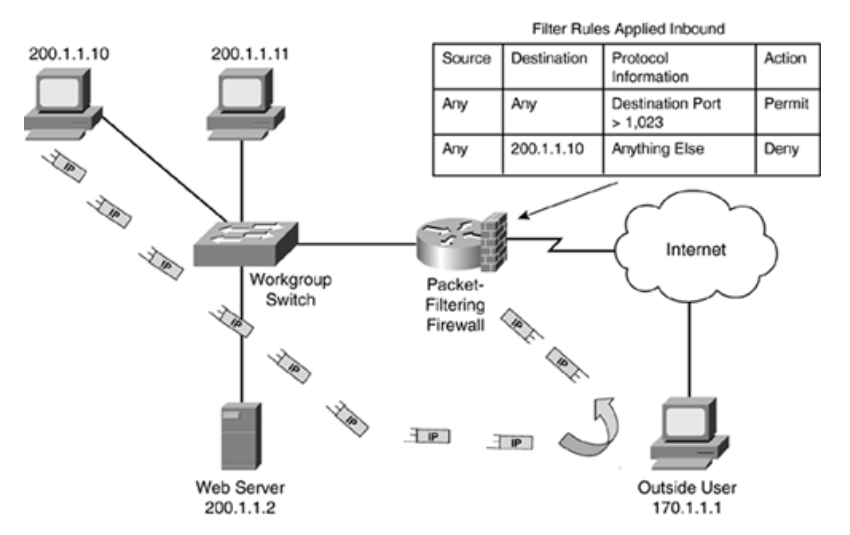 Filter Rules Applied Inbound
200.1.1.10
200.1.1.11
Source Destination Protocol Information Action
Any Any Destination Port > 1,023 Permit
Any 200.1.1.10 Anything Else Deny
IP
IP
IP
IP
IP
IP
IP
IP
IP
IP
Workgroup
Switch
Packet-
Filtering
Firewall
Internet
Web Server
200.1.1.2
Outside User
170.1.1.1